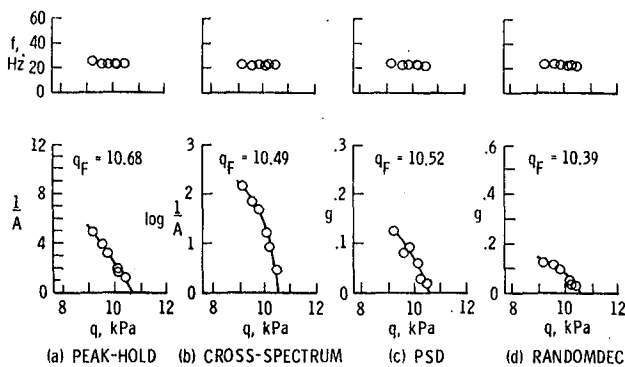 f, Hz
60
40
20
0
12
8
4
0
1/A
q_F = 10.68
8 10 12
q, kPa
(a) PEAK-HOLD
3
2
1
0
log 1/A
q_F = 10.49
8 10 12
q, kPa
(b) CROSS-SPECTRUM
.3
.2
.1
0
g
q_F = 10.52
8 10 12
q, kPa
(c) PSD
.6
.4
.2
0
g
q_F = 10.39
8 10 12
q, kPa
(d) RANDOMDEC